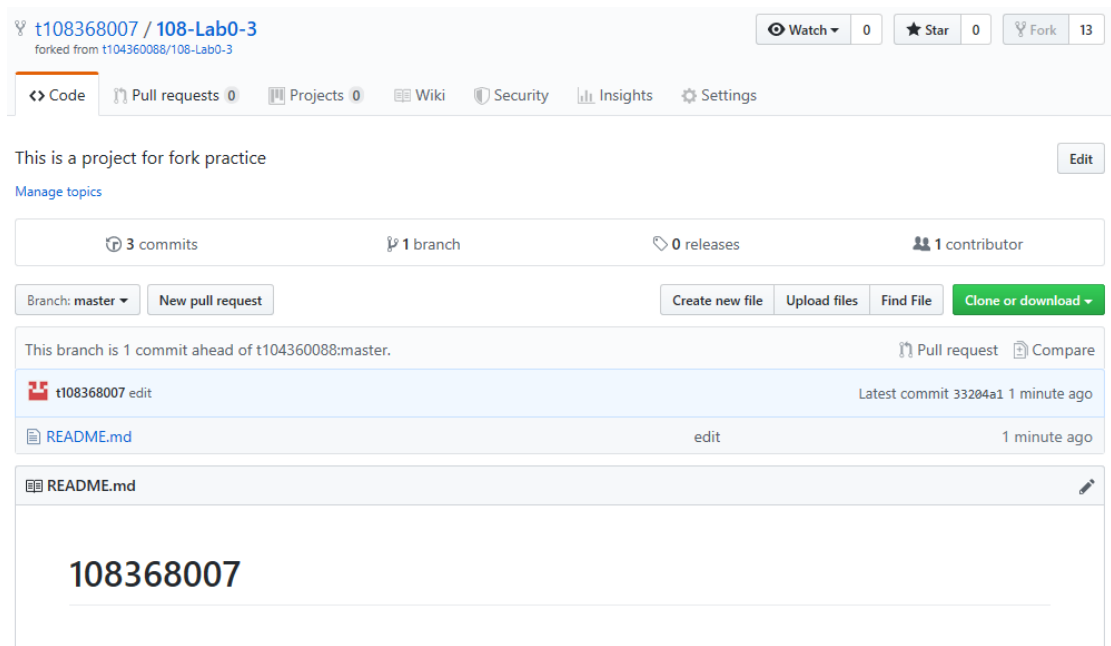 t108368007 / 108-Lab0-3
forked from t104360088/108-Lab0-3
Watch 0 Star 0 Fork 13
Code Pull requests 0 Projects 0 Wiki Security Insights Settings
This is a project for fork practice Edit
Manage topics
3 commits 1 branch 0 releases 1 contributor
Branch: master New pull request Create new file Upload files Find File Clone or download
This branch is 1 commit ahead of t104360088:master. Pull request Compare
t108368007 edit Latest commit 33204a1 1 minute ago
README.md edit 1 minute ago
README.md
108368007